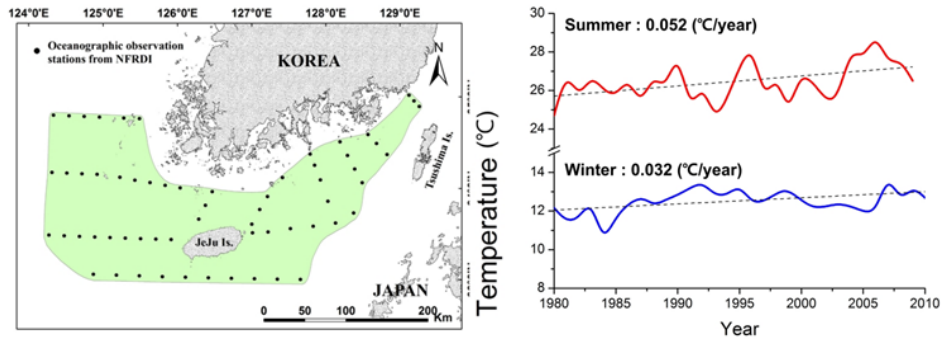 124°0'E 125°0'E 126°0'E 127°0'E 128°0'E 129°0'E
Oceanographic observation
stations from NFRDI
KOREA
N
Tsushima Is.
JeJu Is.
JAPAN
0 50 100 200
Km
Temperature (℃)
30
28
26
24
14
12
10
8
Summer : 0.052 (℃/year)
Winter : 0.032 (℃/year)
1980 1985 1990 1995 2000 2005 2010
Year